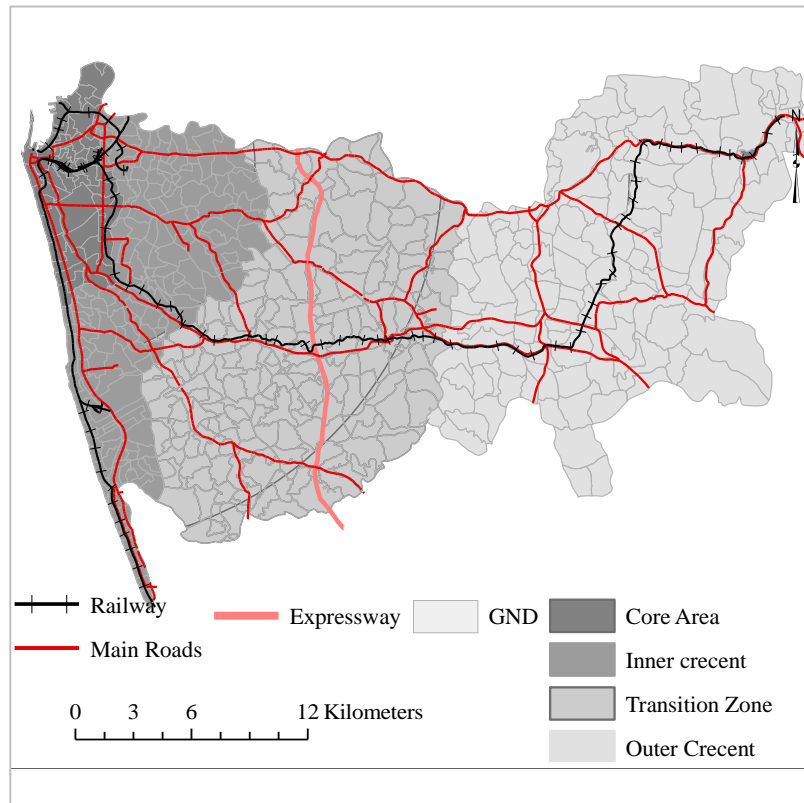 N
Railway
Expressway
GND
Core Area
Main Roads
Inner crecent
Transition Zone
Outer Crecent
0 3 6 12 Kilometers